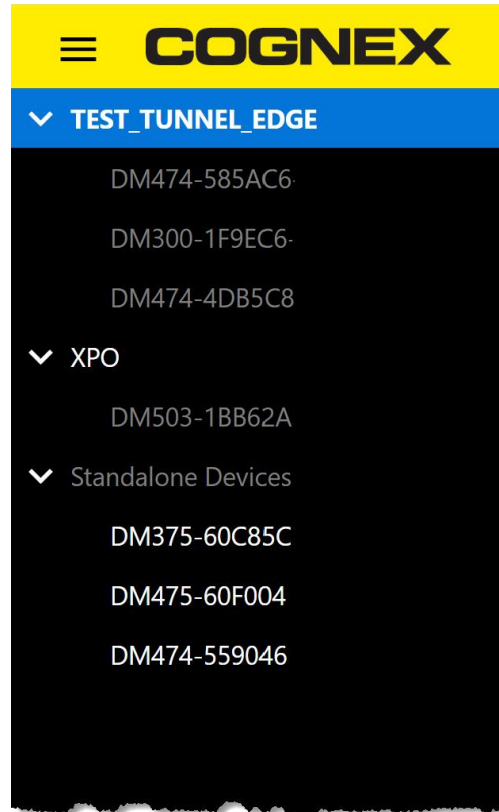 COGNEX
TEST_TUNNEL_EDGE
DM474-585AC6-
DM300-1F9EC6-
DM474-4DB5C8
XPO
DM503-1BB62A
Standalone Devices
DM375-60C85C
DM475-60F004
DM474-559046